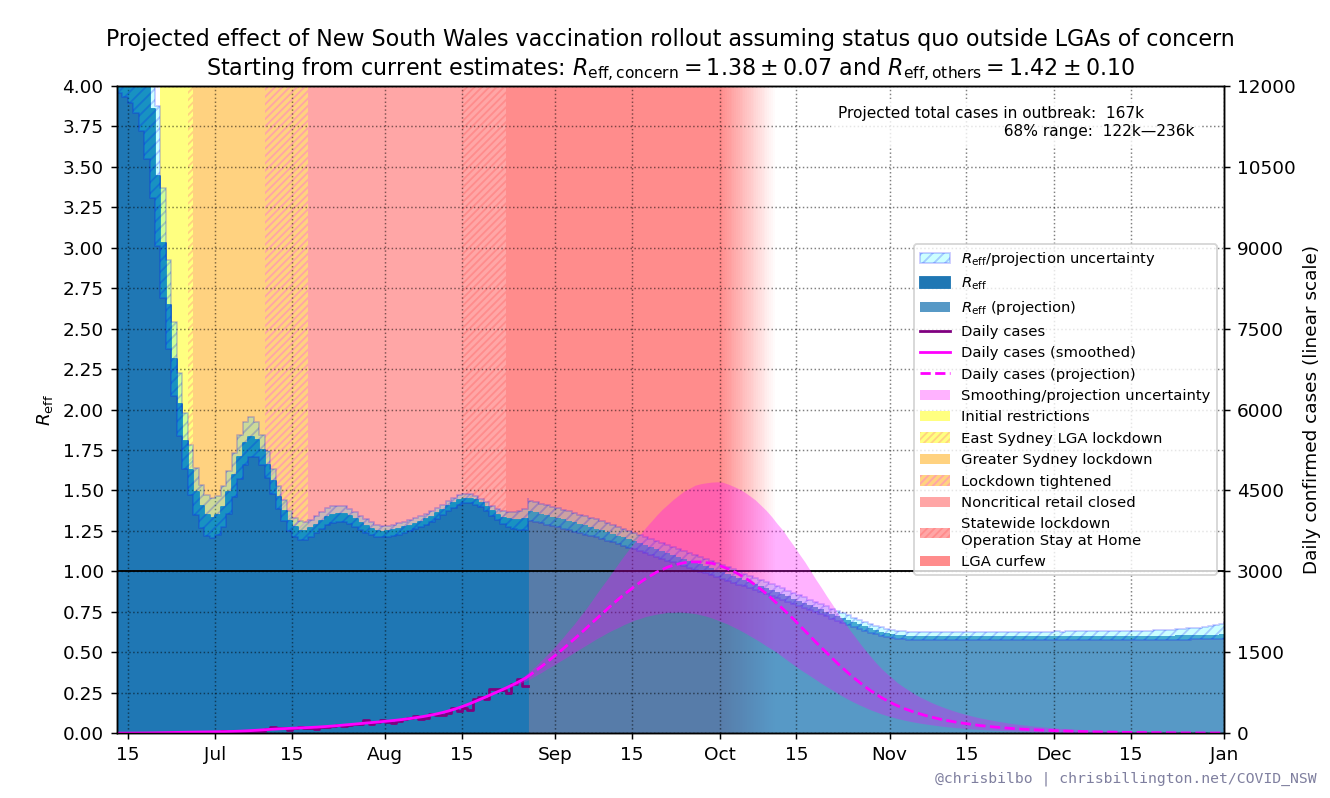 Projected effect of New South Wales vaccination rollout assuming status quo outside LGAs of concern
Starting from current estimates: Reff, concern = 1.38 ± 0.07 and Reff, others = 1.42 ± 0.10
Projected total cases in outbreak: 167k
68% range: 122k—236k
Reff
4.00
3.75
3.50
3.25
3.00
2.75
2.50
2.25
2.00
1.75
1.50
1.25
1.00
0.75
0.50
0.25
0.00
12000
10500
9000
7500
6000
4500
3000
1500
0
Daily confirmed cases (linear scale)
Reff/projection uncertainty
Reff
Reff (projection)
Daily cases
Daily cases (smoothed)
Daily cases (projection)
Smoothing/projection uncertainty
Initial restrictions
East Sydney LGA lockdown
Greater Sydney lockdown
Lockdown tightened
Noncritical retail closed
Statewide lockdown
Operation Stay at Home
LGA curfew
15 Jul 15 Aug 15 Sep 15 Oct 15 Nov 15 Dec 15 Jan
@chrisbilbo | chrisbillington.net/COVID_NSW